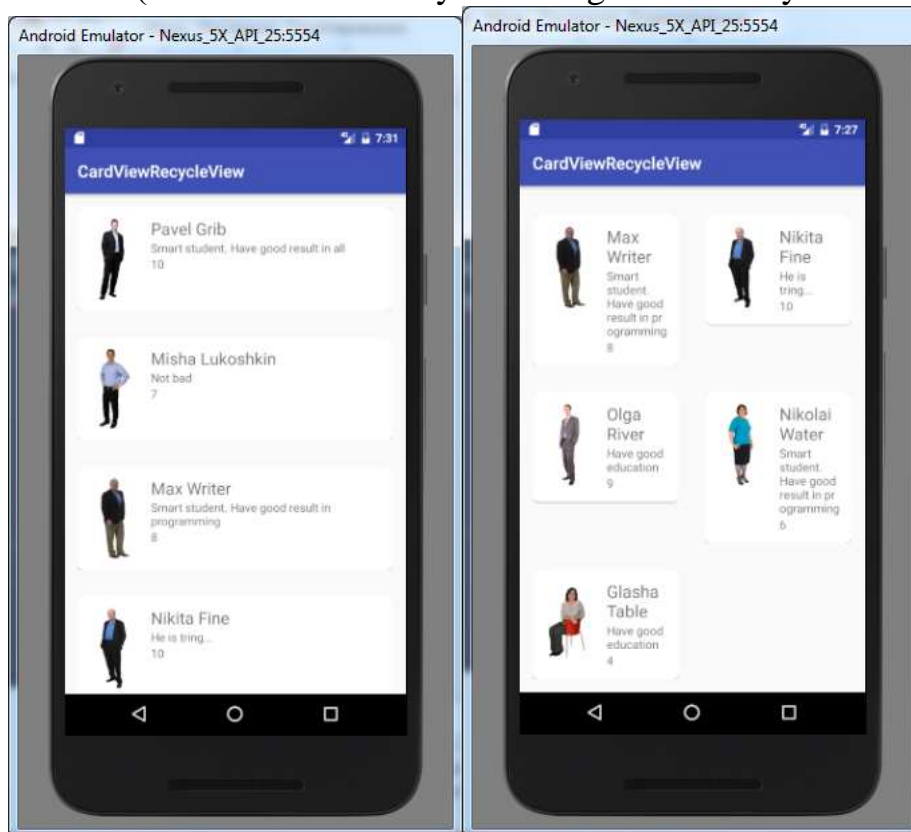 Android Emulator - Nexus_5X_API_25:5554
7:31
CardViewRecycleView
Pavel Grib
Smart student, Have good result in all
10
Misha Lukoshkin
Not bad
7
Max Writer
Smart student, Have good result in
programming
8
Nikita Fine
He is tring...
10
Android Emulator - Nexus_5X_API_25:5554
7:27
CardViewRecycleView
Max
Writer
Smart
student,
Have good
result in pr
ogramming
8
Nikita
Fine
He is
tring...
10
Olga
River
Have good
education
9
Nikolai
Water
Smart
student,
Have good
result in pr
ogramming
6
Glasha
Table
Have good
education
4